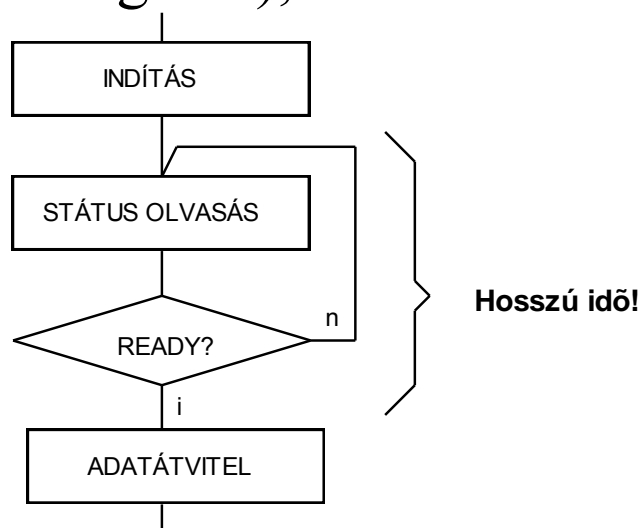 INDÍTÁS
STÁTUS OLVASÁS
Hosszú idõ!
n
READY?
i
ADATÁTVITEL